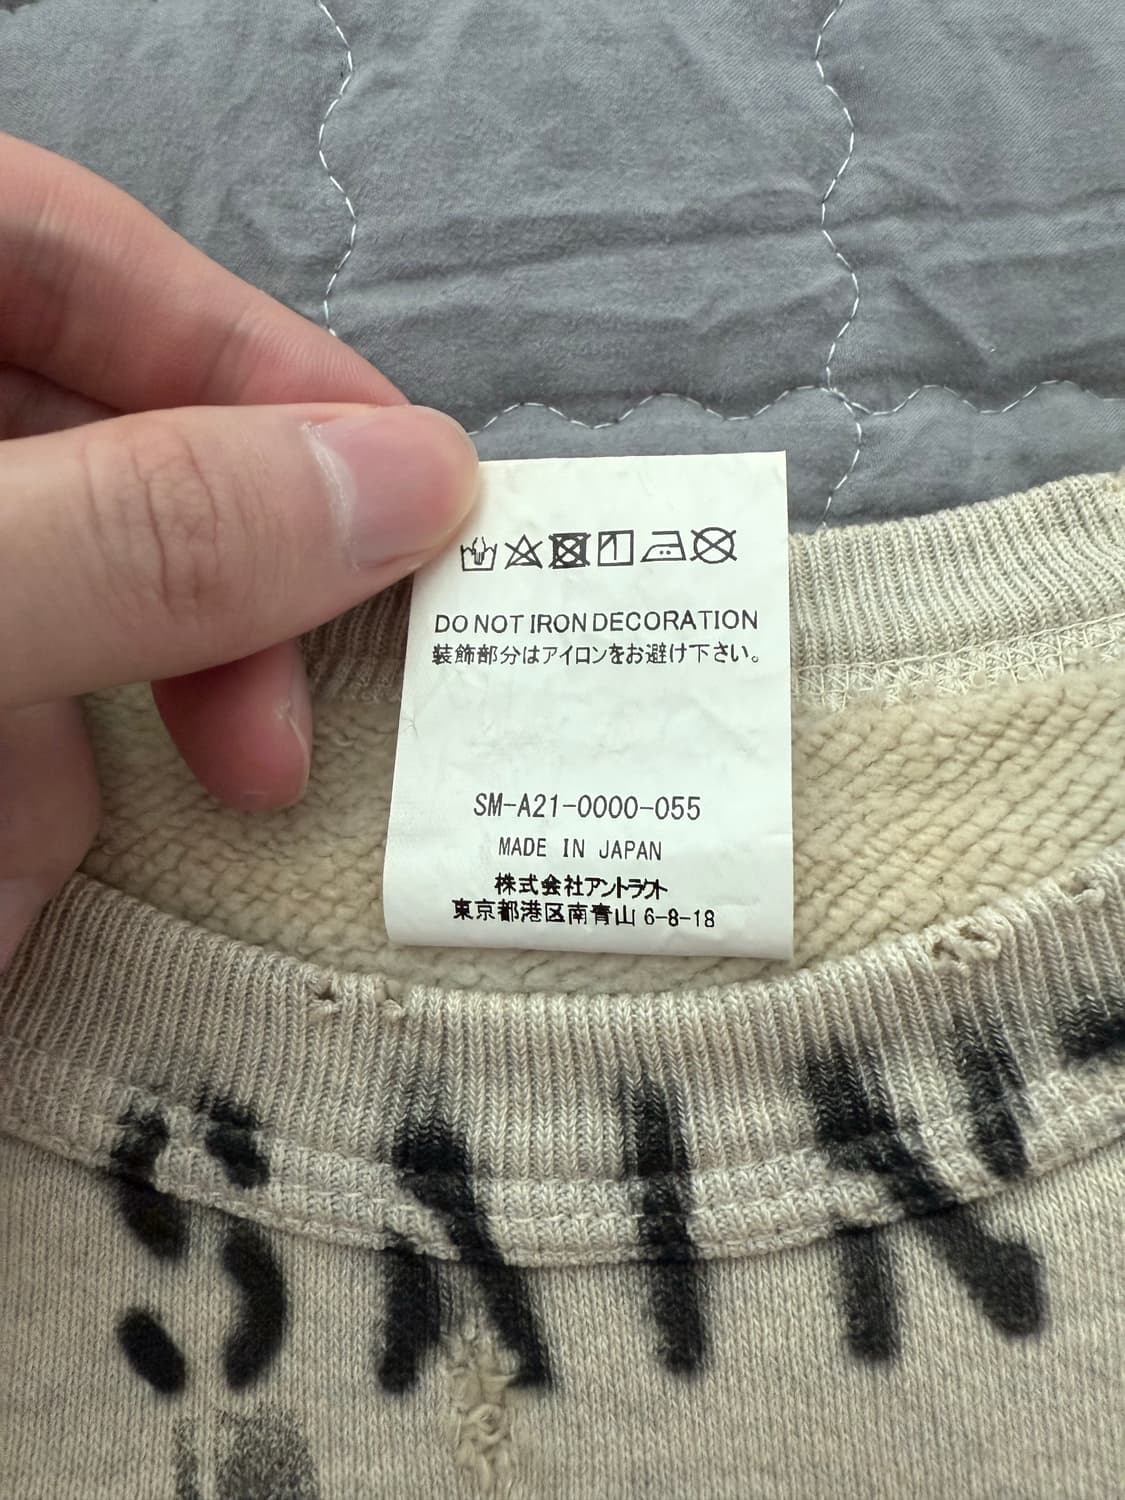 DO NOT IRON DECORATION
装飾部分はアイロンをお避け下さい。
SM-A21-0000-055
MADE IN JAPAN
株式会社アントラクト
東京都港区南青山 6-8-18
SAIN